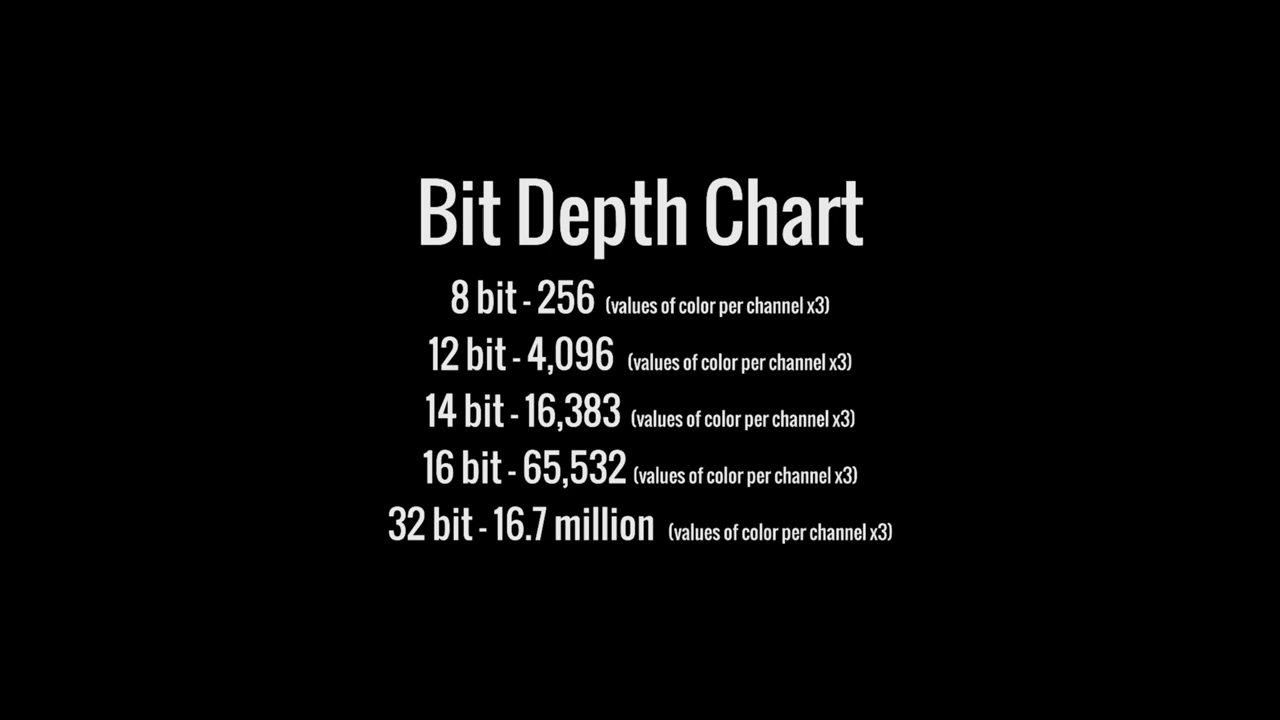 Bit Depth Chart
8 bit - 256 (values of color per channel x3)
12 bit - 4,096 (values of color per channel x3)
14 bit - 16,383 (values of color per channel x3)
16 bit - 65,532 (values of color per channel x3)
32 bit - 16.7 million (values of color per channel x3)